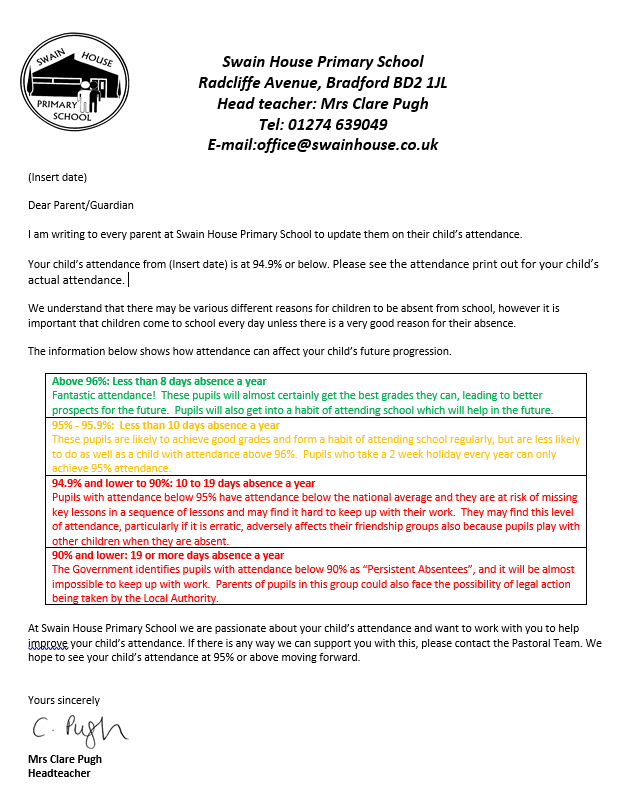 SWAIN HOUSE
PRIMARY
SCHOOL
Swain House Primary School
Radcliffe Avenue, Bradford BD2 1JL
Head teacher: Mrs Clare Pugh
Tel: 01274 639049
E-mail:office@swainhouse.co.uk
(Insert date)
Dear Parent/Guardian
I am writing to every parent at Swain House Primary School to update them on their child’s attendance.
Your child’s attendance from (Insert date) is at 94.9% or below. Please see the attendance print out for your child’s
actual attendance.
We understand that there may be various different reasons for children to be absent from school, however it is
important that children come to school every day unless there is a very good reason for their absence.
The information below shows how attendance can affect your child’s future progression.
Above 96%: Less than 8 days absence a year
Fantastic attendance!  These pupils will almost certainly get the best grades they can, leading to better
prospects for the future.  Pupils will also get into a habit of attending school which will help in the future.
95% - 95.9%:  Less than 10 days absence a year
These pupils are likely to achieve good grades and form a habit of attending school regularly, but are less likely
to do as well as a child with attendance above 96%.  Pupils who take a 2 week holiday every year can only
achieve 95% attendance.
94.9% and lower to 90%: 10 to 19 days absence a year
Pupils with attendance below 95% have attendance below the national average and they are at risk of missing
key lessons in a sequence of lessons and may find it hard to keep up with their work.  They may find this level
of attendance, particularly if it is erratic, adversely affects their friendship groups also because pupils play with
other children when they are absent.
90% and lower: 19 or more days absence a year
The Government identifies pupils with attendance below 90% as “Persistent Absentees”, and it will be almost
impossible to keep up with work.  Parents of pupils in this group could also face the possibility of legal action
being taken by the Local Authority.
At Swain House Primary School we are passionate about your child’s attendance and want to work with you to help
improve your child’s attendance. If there is any way we can support you with this, please contact the Pastoral Team. We
hope to see your child’s attendance at 95% or above moving forward.
Yours sincerely
C. Pugh
Mrs Clare Pugh
Headteacher